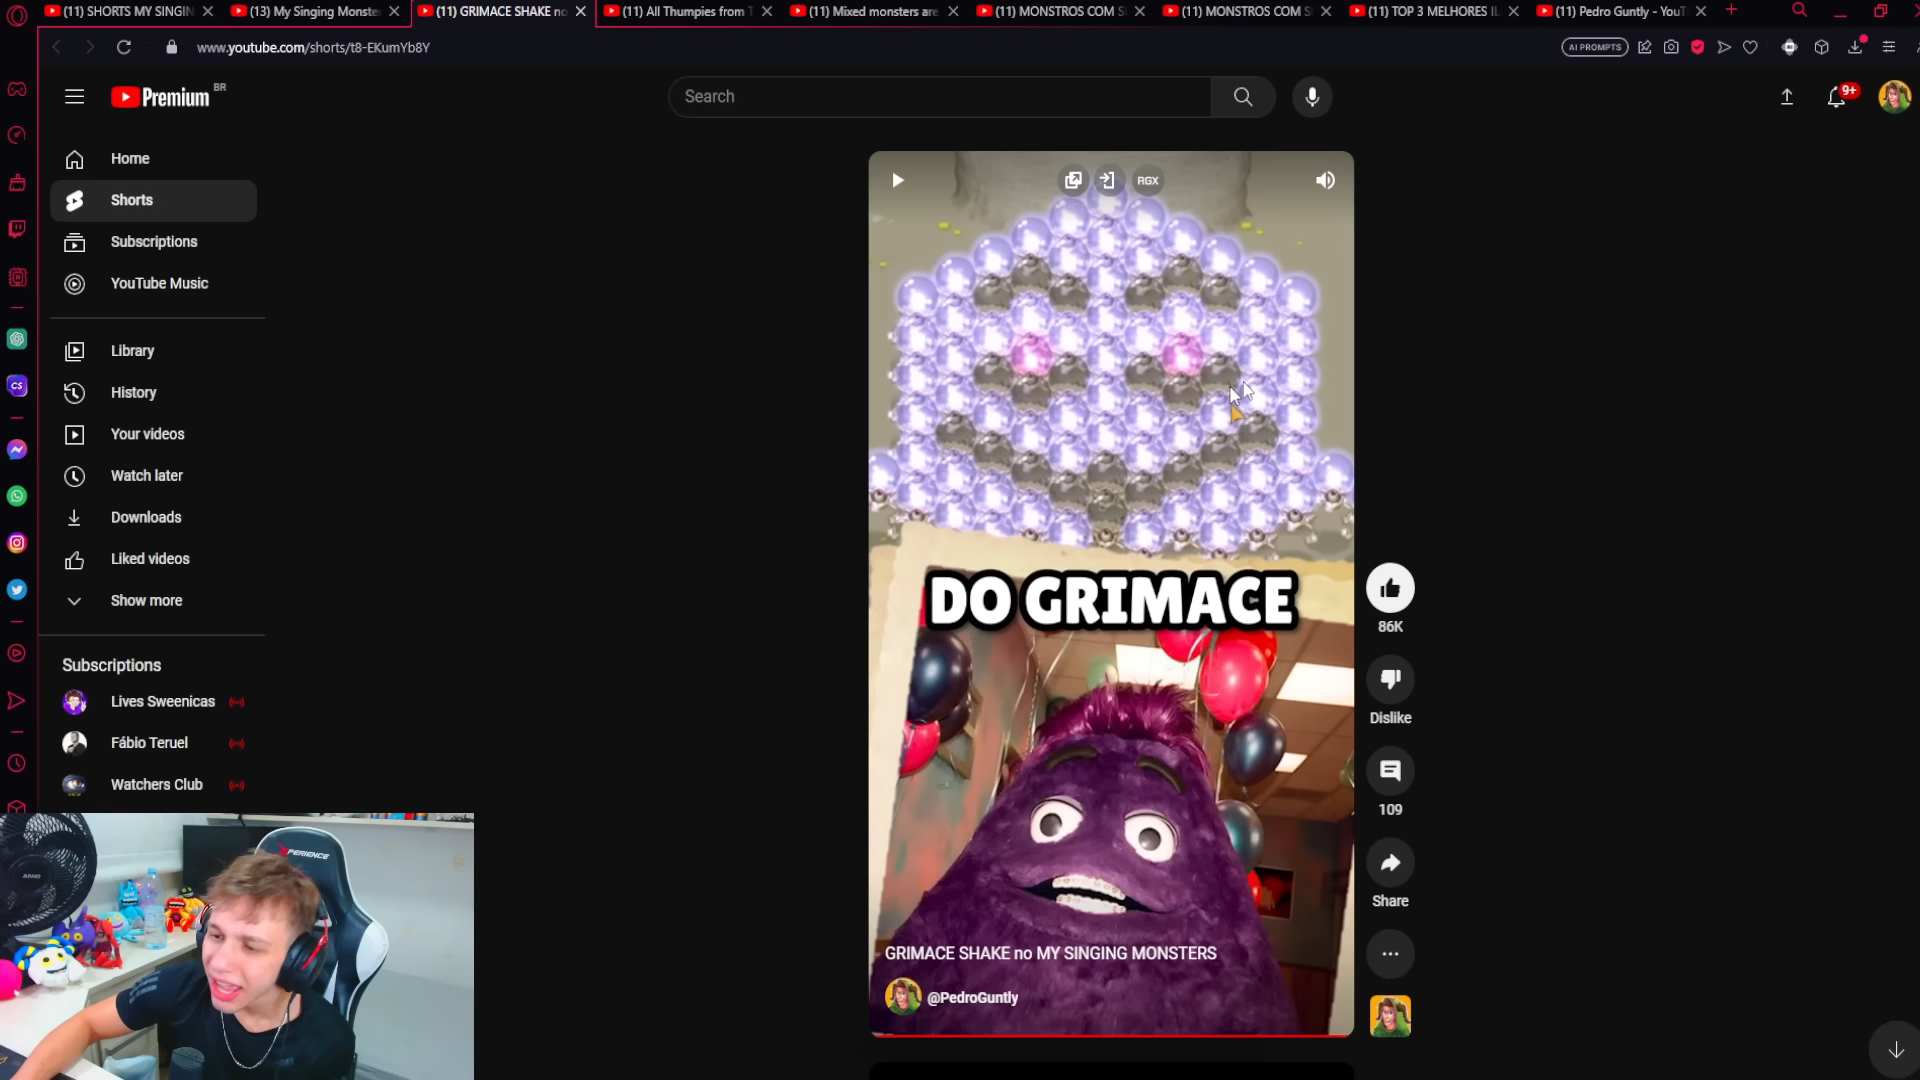 (11) SHORTS MY SINGIN
(13) My Singing Monste
(11) GRIMACE SHAKE no
(11) All Thumpies from T
(11) Mixed monsters are
(11) MONSTROS COM S
(11) MONSTROS COM S
(11) TOP 3 MELHORES IL
(11) Pedro Guntly - YouT
www.youtube.com/shorts/t8-EKumYb8Y
AI PROMPTS
Premium BR
Search
9+
Home
Shorts
Subscriptions
YouTube Music
Library
History
Your videos
Watch later
Downloads
Liked videos
Show more
Subscriptions
Lives Sweenicas
Fábio Teruel
Watchers Club
CS
RGX
DO GRIMACE
86K
Dislike
109
Share
GRIMACE SHAKE no MY SINGING MONSTERS
@PedroGuntly
XPERIENCE
ARNO